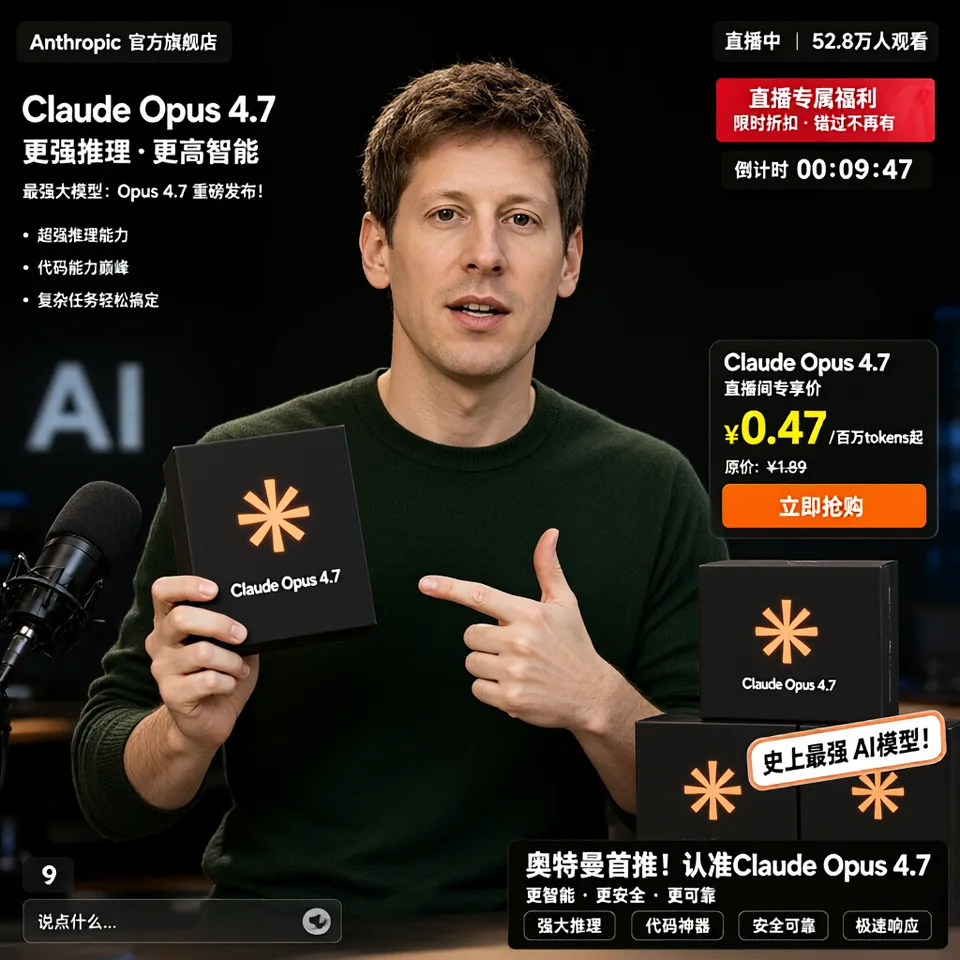 Anthropic 官方旗舰店
直播中 | 52.8万人观看
Claude Opus 4.7
更强推理 · 更高智能
最强大模型：Opus 4.7 重磅发布！
• 超强推理能力
• 代码能力巅峰
• 复杂任务轻松搞定
直播专属福利
限时折扣 · 错过不再有
倒计时 00:09:47
AI
Claude Opus 4.7
直播间专享价
¥0.47/百万tokens起
原价：¥1.89
立即抢购
Claude Opus 4.7
Claude Opus 4.7
史上最强 AI模型！
奥特曼首推！认准Claude Opus 4.7
更智能 · 更安全 · 更可靠
强大推理
代码神器
安全可靠
极速响应
9
说点什么...